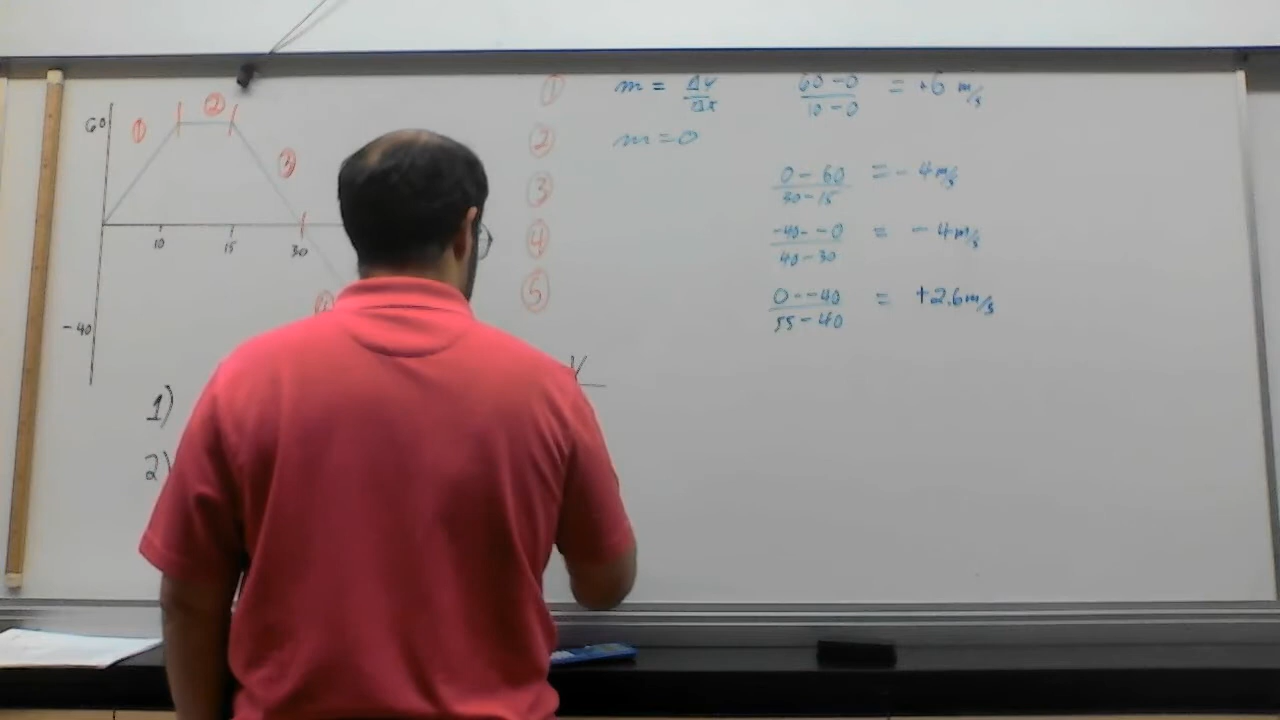 60
① ② ③
10 15 30
-40
1)
2)
V
① m = ΔY/ΔX 60-0/10-0 = +6 m/s
② m = 0
③ 0-60/30-15 = -4 m/s
④ -40--0/40-30 = -4 m/s
⑤ 0--40/55-40 = +2.6 m/s